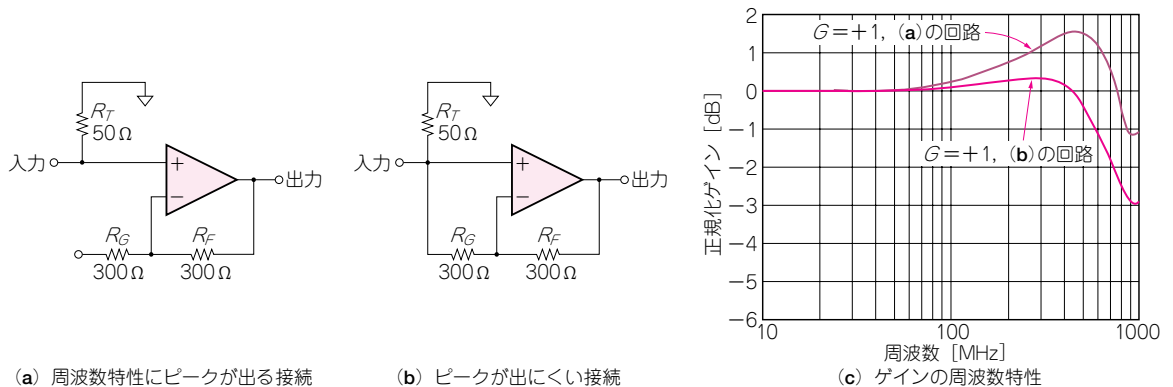 R_T
50Ω
入力
+
−
出力
R_G
300Ω
R_F
300Ω
(a) 周波数特性にピークが出る接続
R_T
50Ω
入力
+
−
出力
R_G
300Ω
R_F
300Ω
(b) ピークが出にくい接続
正規化ゲイン [dB]
2
1
0
−1
−2
−3
−4
−5
−6
G=+1, (a)の回路
G=+1, (b)の回路
10
100
1000
周波数 [MHz]
(c) ゲインの周波数特性